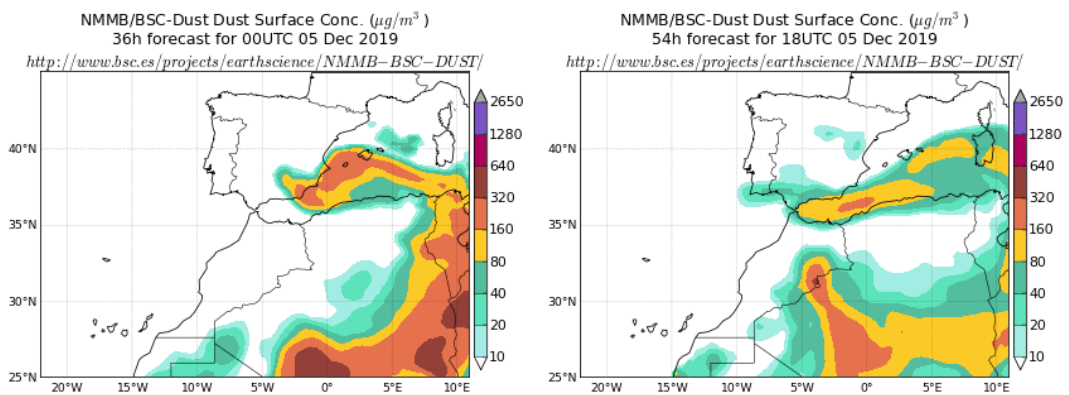 NMMB/BSC-Dust Dust Surface Conc. (μg/m³)
36h forecast for 00UTC 05 Dec 2019
http://www.bsc.es/projects/earthscience/NMMB−BSC−DUST/
40°N
35°N
30°N
25°N
20°W
15°W
10°W
5°W
0°
5°E
10°E
2650
1280
640
320
160
80
40
20
10
NMMB/BSC-Dust Dust Surface Conc. (μg/m³)
54h forecast for 18UTC 05 Dec 2019
http://www.bsc.es/projects/earthscience/NMMB−BSC−DUST/
40°N
35°N
30°N
25°N
20°W
15°W
10°W
5°W
0°
5°E
10°E
2650
1280
640
320
160
80
40
20
10